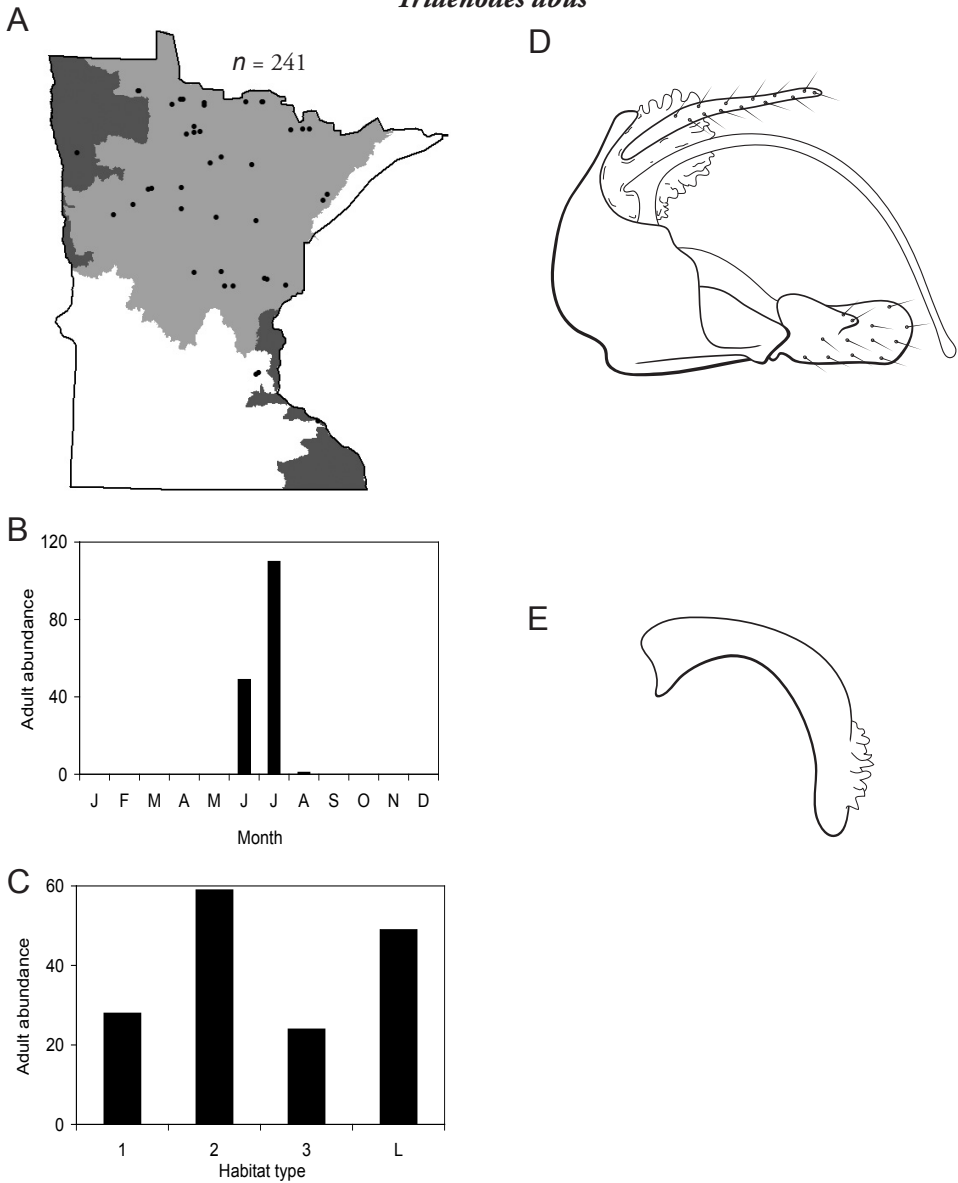 Triaenodes abus
A
n = 241
D
B
120
80
40
0
Adult abundance
J F M A M J J A S O N D
Month
E
C
60
40
20
0
Adult abundance
1 2 3 L
Habitat type